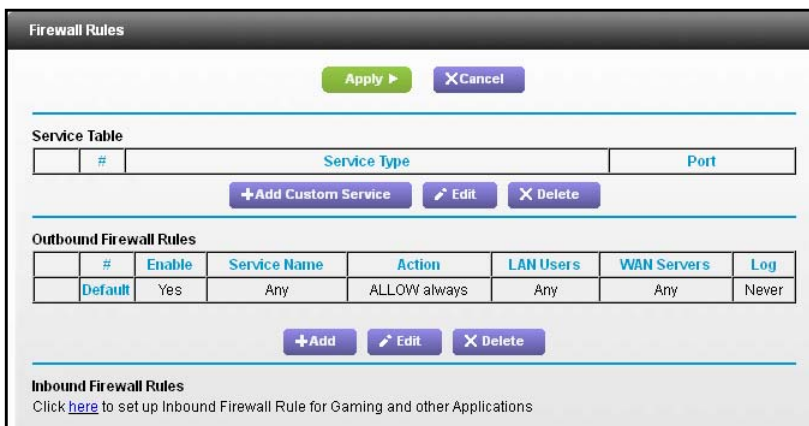 Firewall Rules
Apply ▶ XCancel
Service Table
# Service Type Port
+Add Custom Service Edit X Delete
Outbound Firewall Rules
# Enable Service Name Action LAN Users WAN Servers Log
Default Yes Any ALLOW always Any Any Never
+Add Edit X Delete
Inbound Firewall Rules
Click here to set up Inbound Firewall Rule for Gaming and other Applications